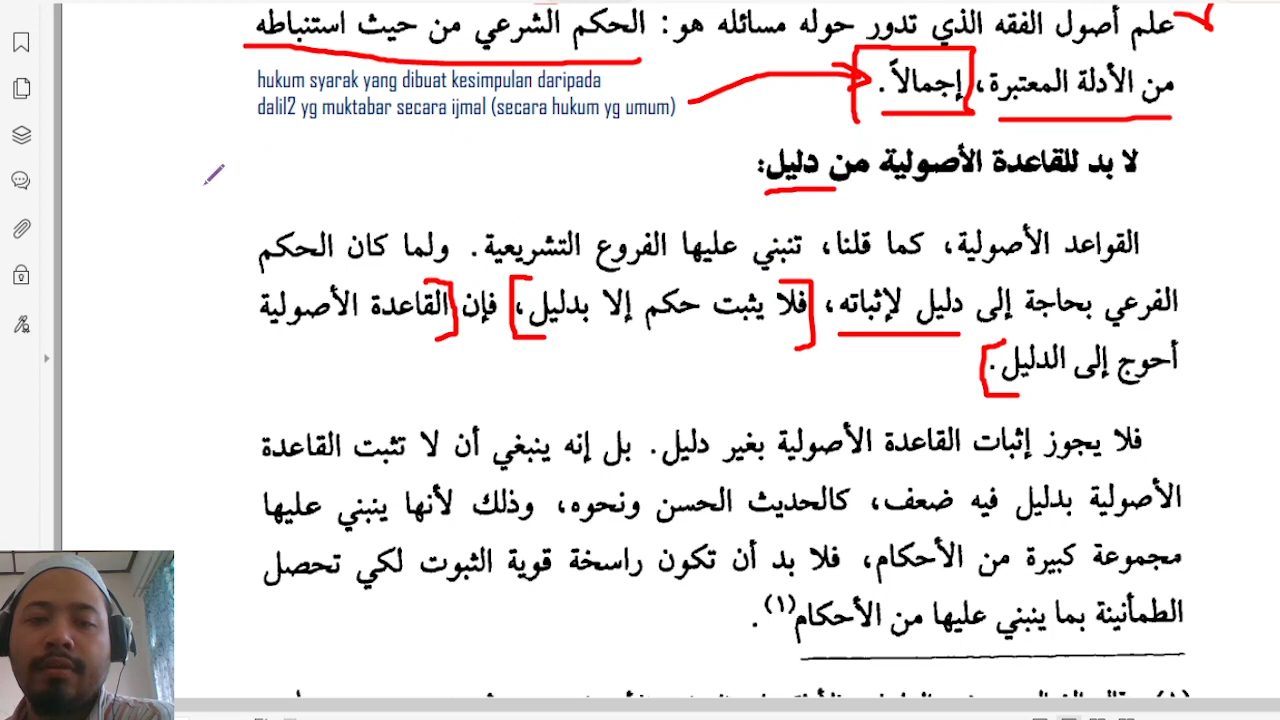 علم أصول الفقه الذي تدور حوله مسائله هو: الحكم الشرعي من حيث استنباطه
من الأدلة المعتبرة، إجمالاً.
hukum syarak yang dibuat kesimpulan daripada
dalil2 yg muktabar secara ijmal (secara hukum yg umum)
لا بد للقاعدة الأصولية من دليل:
القواعد الأصولية، كما قلنا، تنبني عليها الفروع التشريعية. ولما كان الحكم
الفرعي بحاجة إلى دليل لإثباته، فلا يثبت حكم إلا بدليل، فإن القاعدة الأصولية
أحوج إلى الدليل.
فلا يجوز إثبات القاعدة الأصولية بغير دليل. بل إنه ينبغي أن لا تثبت القاعدة
الأصولية بدليل فيه ضعف، كالحديث الحسن ونحوه، وذلك لأنها ينبني عليها
مجموعة كبيرة من الأحكام، فلا بد أن تكون راسخة قوية الثبوت لكي تحصل
الطمأنينة بما ينبني عليها من الأحكام(١).